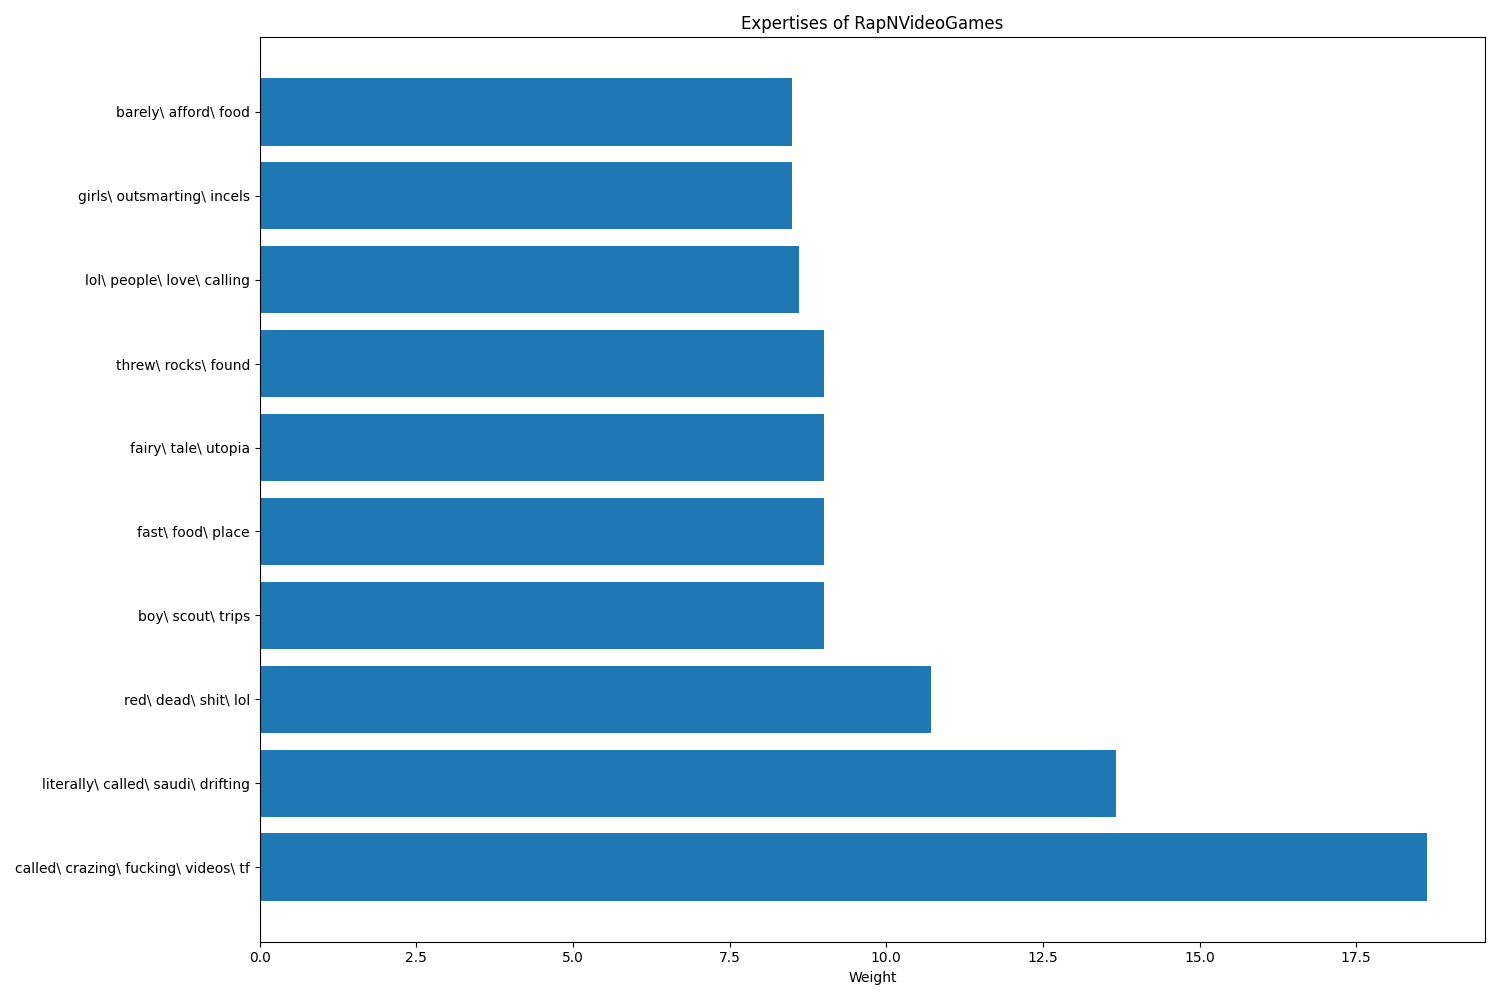 Expertises of RapNVideoGames
barely\ afford\ food
girls\ outsmarting\ incels
lol\ people\ love\ calling
threw\ rocks\ found
fairy\ tale\ utopia
fast\ food\ place
boy\ scout\ trips
red\ dead\ shit\ lol
literally\ called\ saudi\ drifting
called\ crazing\ fucking\ videos\ tf
0.0 2.5 5.0 7.5 10.0 12.5 15.0 17.5
Weight